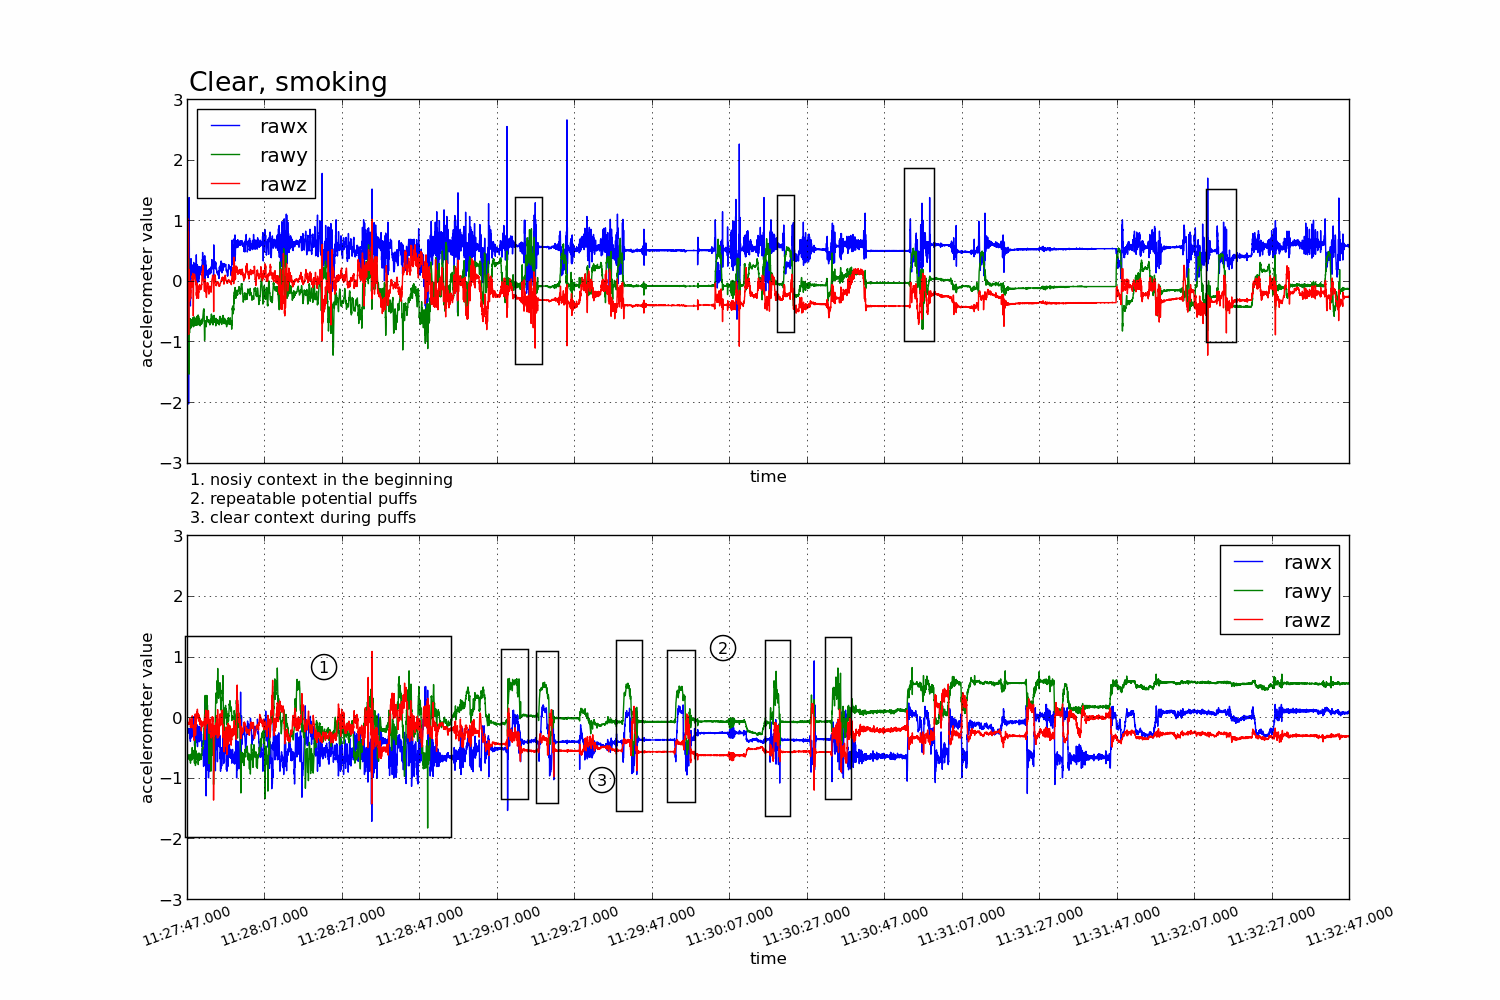 Clear, smoking
3
2
1
0
−1
−2
−3
accelerometer value
rawx
rawy
rawz
time
1. nosiy context in the beginning
2. repeatable potential puffs
3. clear context during puffs
3
2
1
0
−1
−2
−3
accelerometer value
1
2
3
rawx
rawy
rawz
11:27:47.000
11:28:07.000
11:28:27.000
11:28:47.000
11:29:07.000
11:29:27.000
11:29:47.000
11:30:07.000
11:30:27.000
11:30:47.000
11:31:07.000
11:31:27.000
11:31:47.000
11:32:07.000
11:32:27.000
11:32:47.000
time